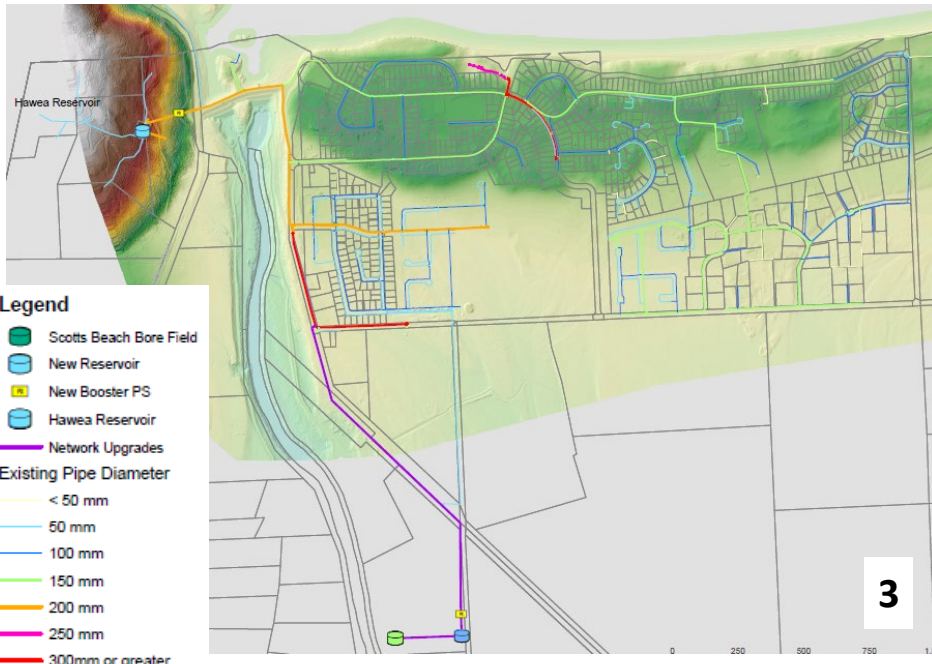 Hawea Reservoir
Legend
Scotts Beach Bore Field
New Reservoir
New Booster PS
Hawea Reservoir
Network Upgrades
Existing Pipe Diameter
< 50 mm
50 mm
100 mm
150 mm
200 mm
250 mm
300mm or greater
3
0 250 500 750